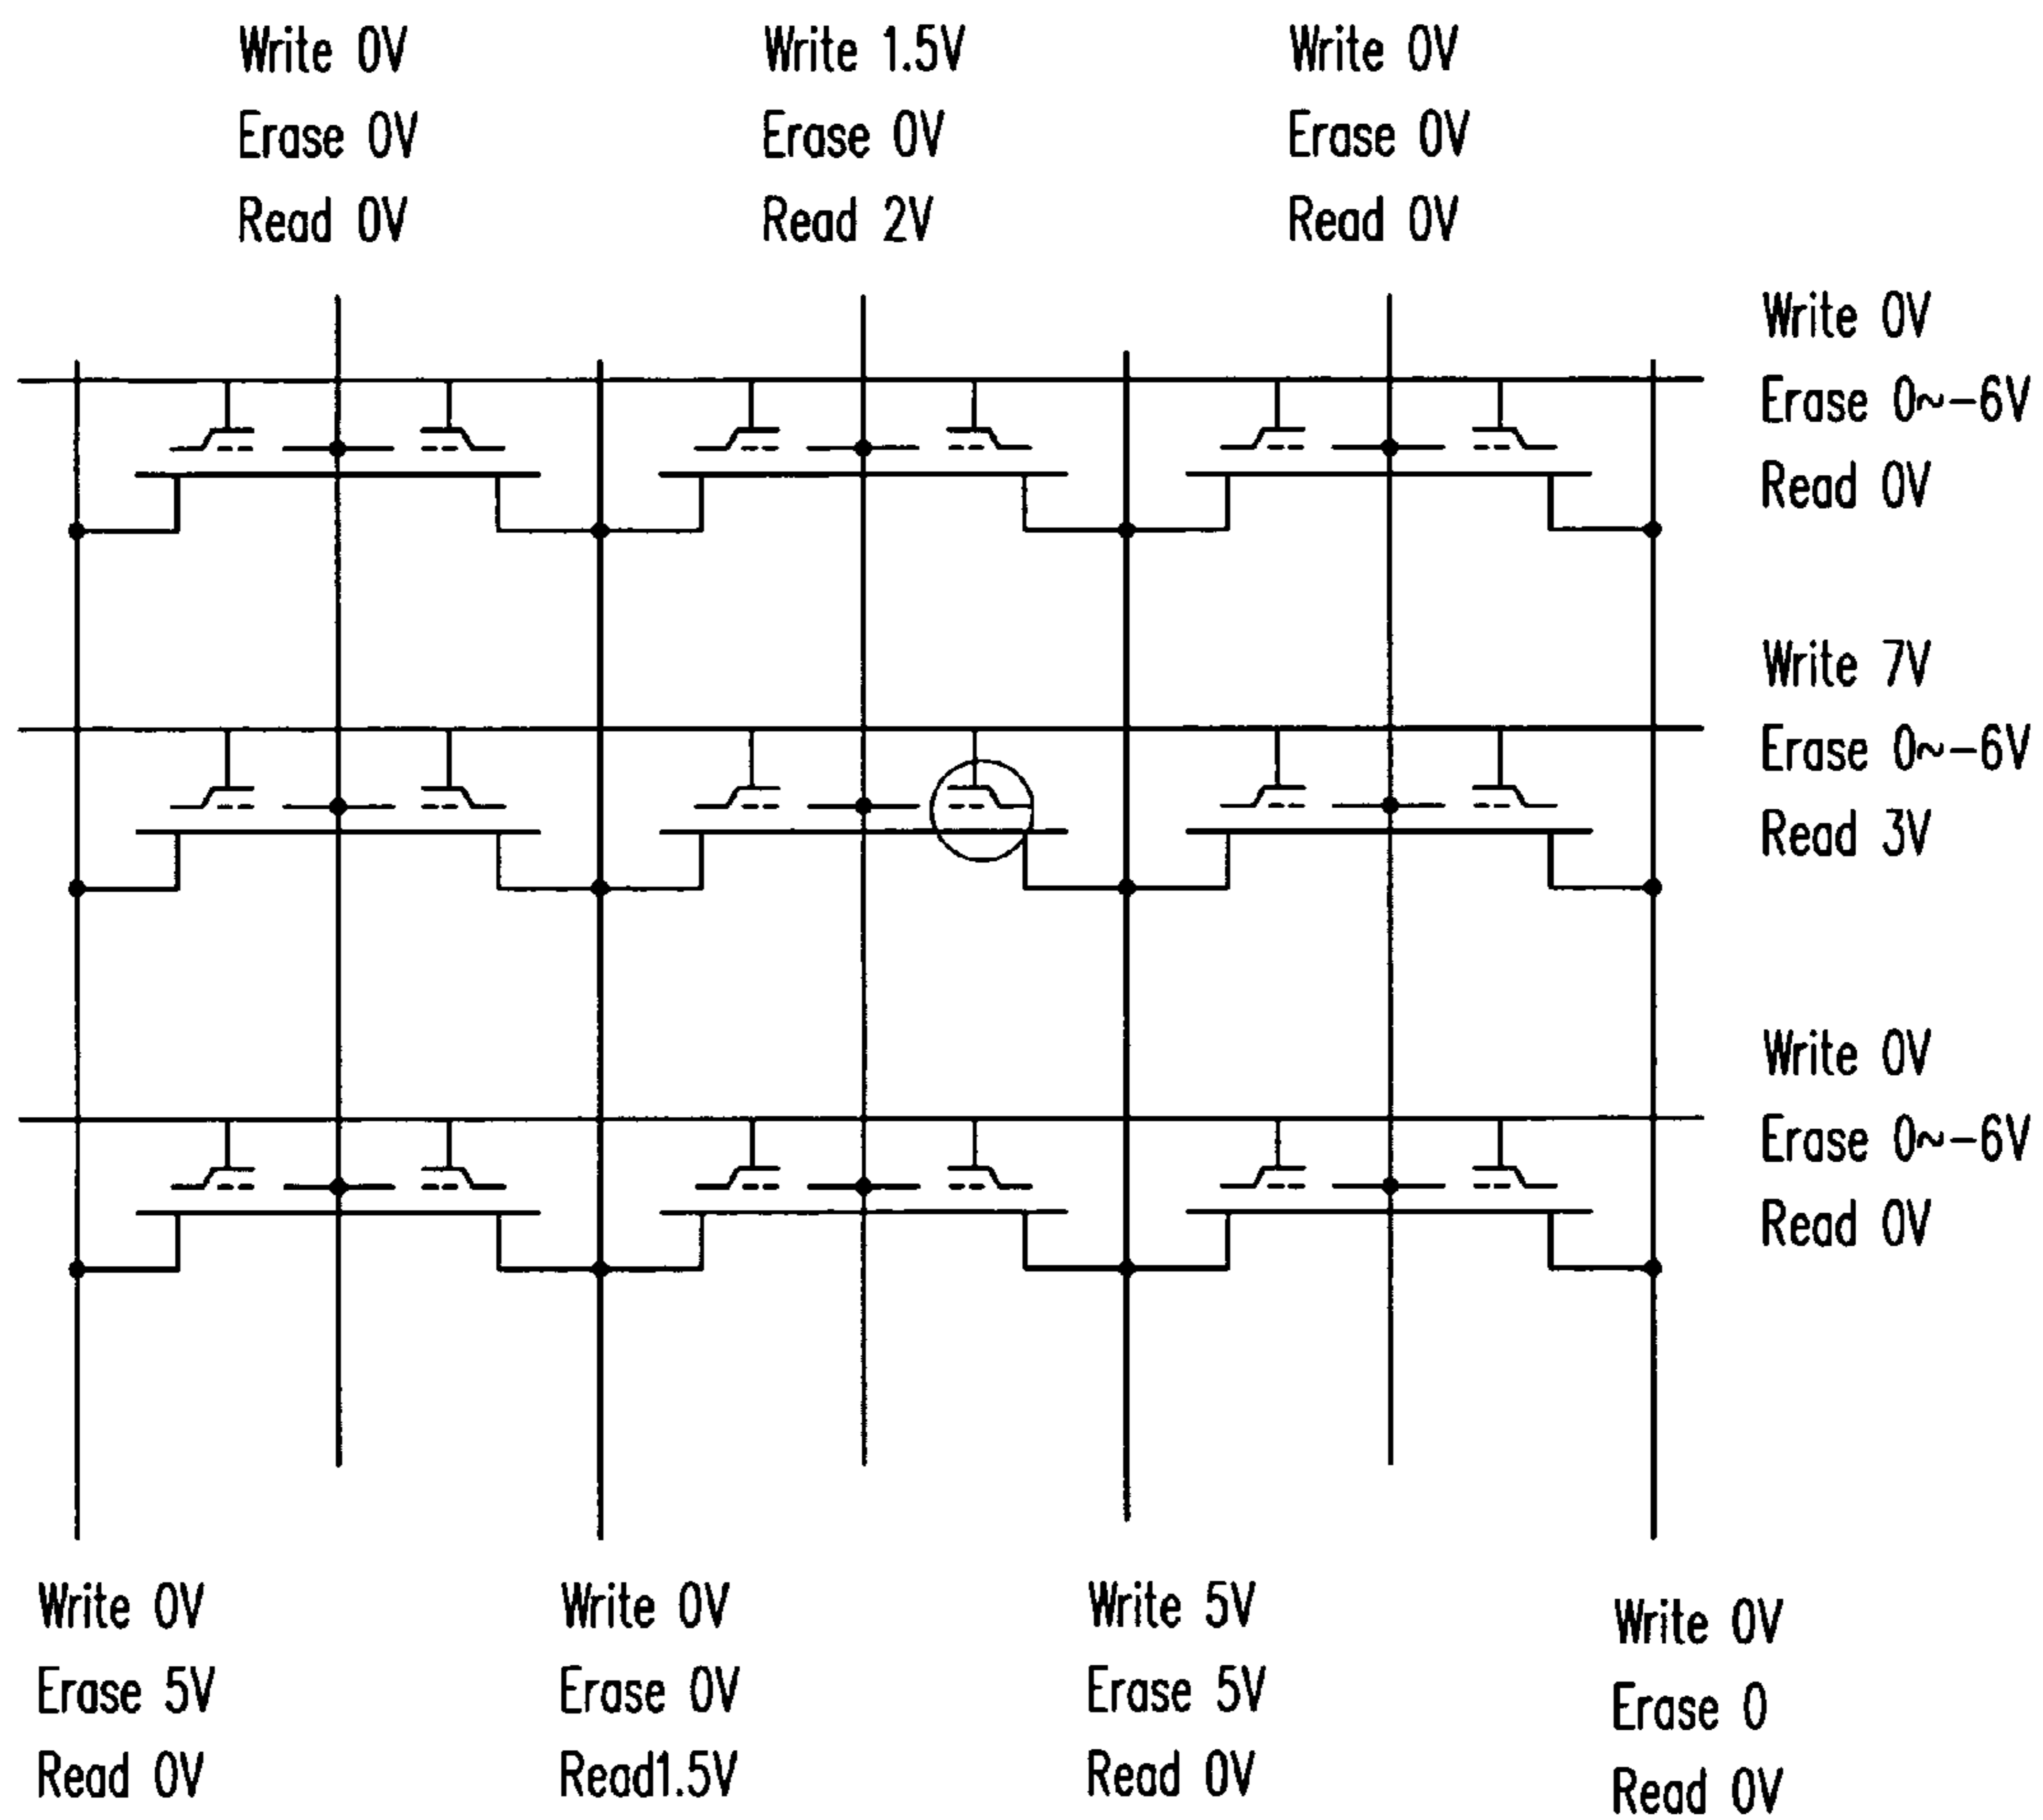 Write 0V
Erase 0V
Read 0V
Write 1.5V
Erase 0V
Read 2V
Write 0V
Erase 0V
Read 0V
Write 0V
Erase 0~-6V
Read 0V
Write 7V
Erase 0~-6V
Read 3V
Write 0V
Erase 0~-6V
Read 0V
Write 0V
Erase 5V
Read 0V
Write 0V
Erase 0V
Read1.5V
Write 5V
Erase 5V
Read 0V
Write 0V
Erase 0
Read 0V